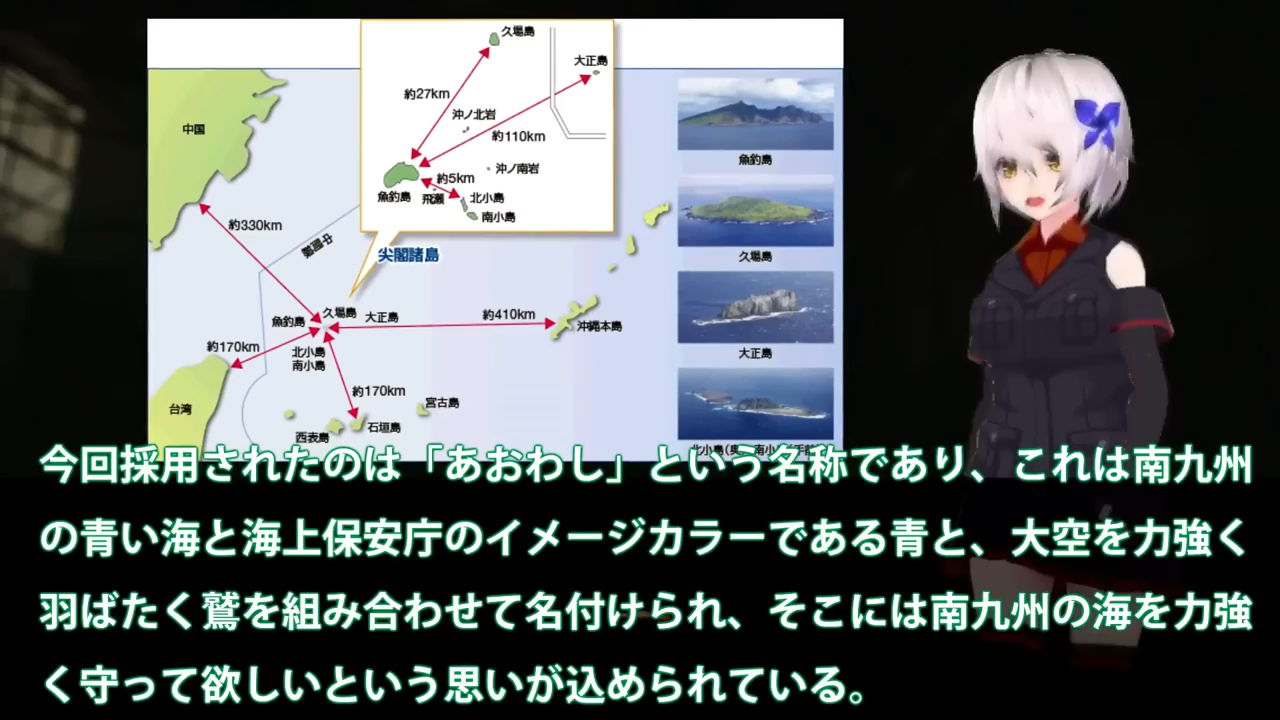 久場島
大正島
約27km
沖ノ北岩
約110km
沖ノ南岩
約5km
魚釣島
飛瀬
北小島
南小島
中国
約330km
中間線
尖閣諸島
魚釣島
久場島
大正島
約410km
沖縄本島
約170km
北小島
南小島
約170km
台湾
西表島
石垣島
宮古島
魚釣島
久場島
大正島
今回採用されたのは「あおわし」という名称であり、これは南九州
の青い海と海上保安庁のイメージカラーである青と、大空を力強く
羽ばたく鷲を組み合わせて名付けられ、そこには南九州の海を力強
く守って欲しいという思いが込められている。